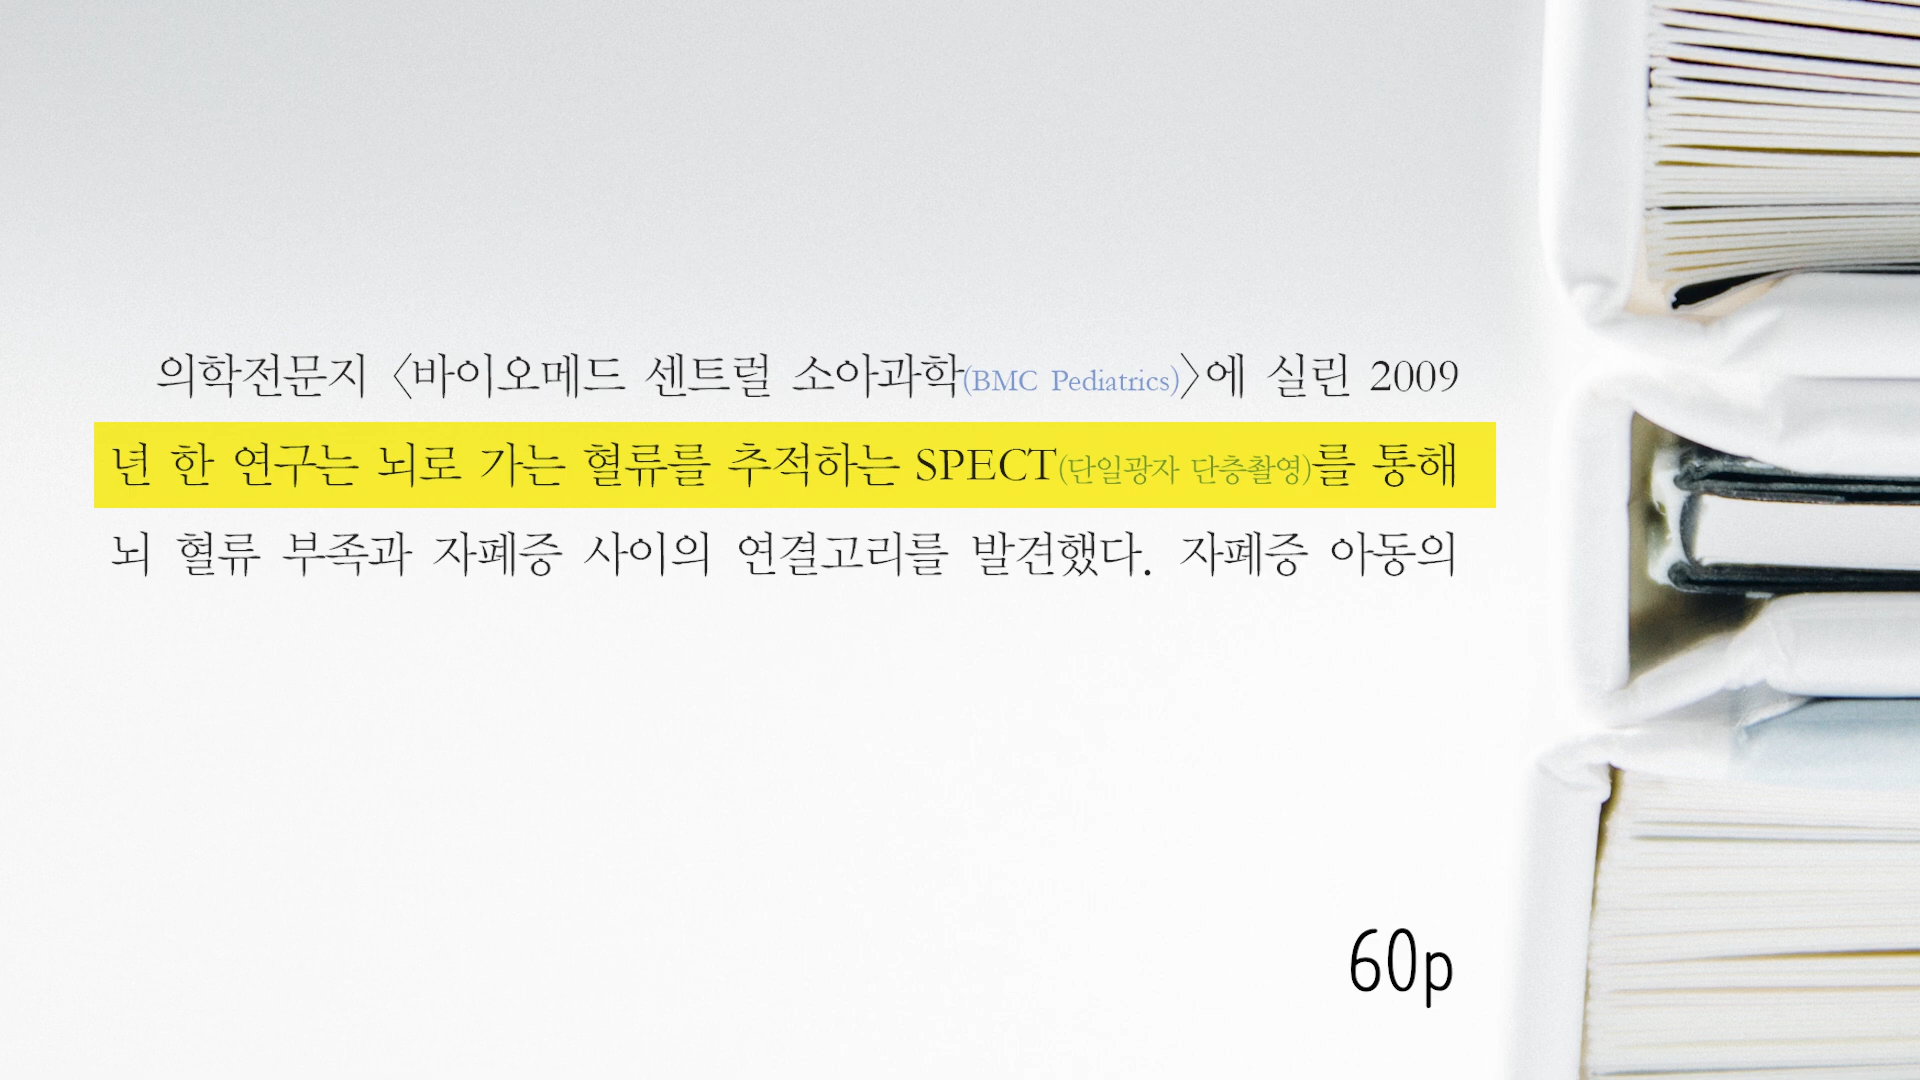 의학전문지 〈바이오메드 센트럴 소아과학(BMC Pediatrics)〉에 실린 2009
년 한 연구는 뇌로 가는 혈류를 추적하는 SPECT(단일광자 단층촬영)를 통해
뇌 혈류 부족과 자폐증 사이의 연결고리를 발견했다. 자폐증 아동의
60p